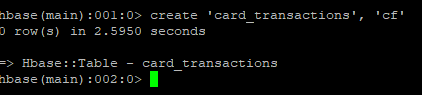 hbase(main):001:0> create 'card_transactions', 'cf'
0 row(s) in 2.5950 seconds
=> Hbase::Table - card_transactions
hbase(main):002:0>